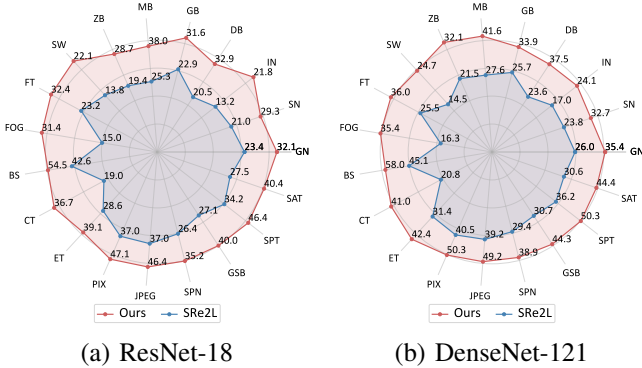 MB
GB
ZB
DB
SW
IN
FT
SN
FOG
GN
BS
SAT
CT
SPT
ET
GSB
PIX
SPN
JPEG
38.0
31.6
28.7
32.9
22.1
21.8
32.4
29.3
31.4
32.1
54.5
40.4
36.7
46.4
39.1
40.0
47.1
35.2
46.4
25.3
22.9
19.4
20.5
13.8
13.2
23.2
21.0
15.0
23.4
42.6
27.5
19.0
34.2
28.6
27.1
37.0
26.4
37.0
Ours
SRe2L
(a) ResNet-18
MB
GB
ZB
DB
SW
IN
FT
SN
FOG
GN
BS
SAT
CT
SPT
ET
GSB
PIX
SPN
JPEG
41.6
33.9
32.1
37.5
24.7
24.1
36.0
32.7
35.4
35.4
58.0
44.4
41.0
50.3
42.4
44.3
50.3
38.9
49.2
27.6
25.7
21.5
23.6
14.5
17.0
25.5
23.8
16.3
26.0
45.1
30.6
20.8
36.2
31.4
30.7
40.5
29.4
39.2
Ours
SRe2L
(b) DenseNet-121